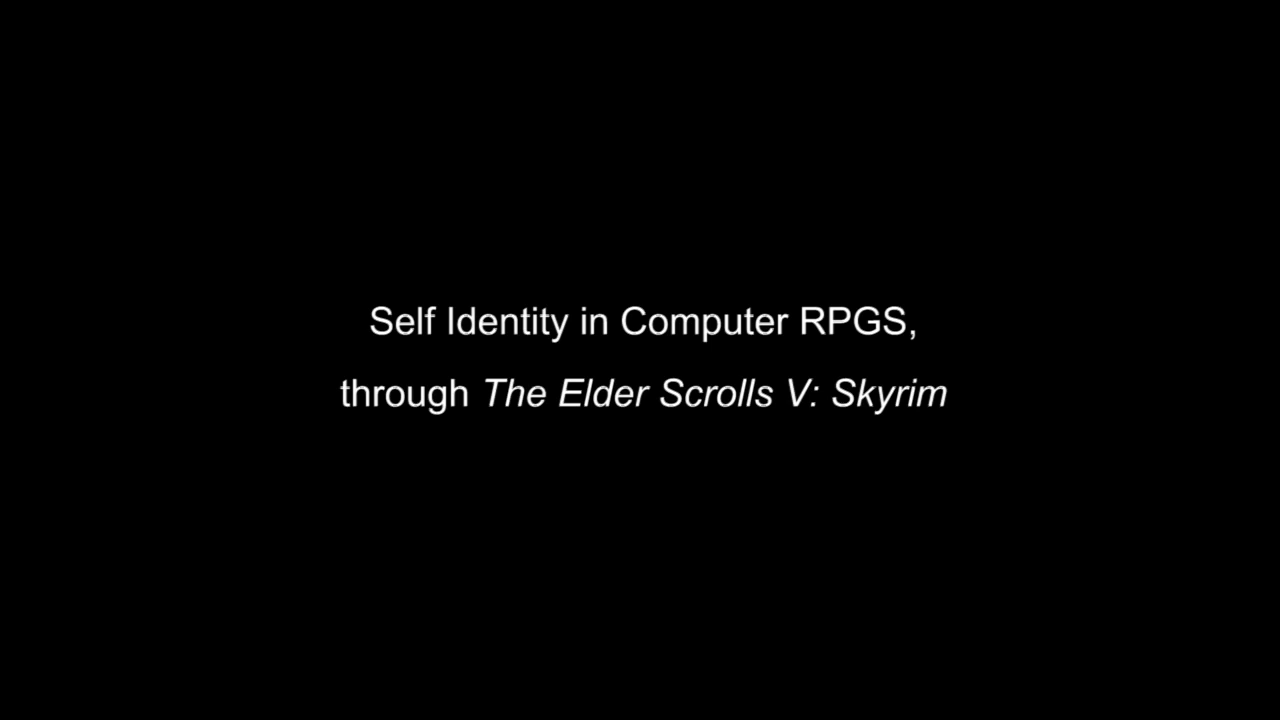 Self Identity in Computer RPGS,
through The Elder Scrolls V: Skyrim